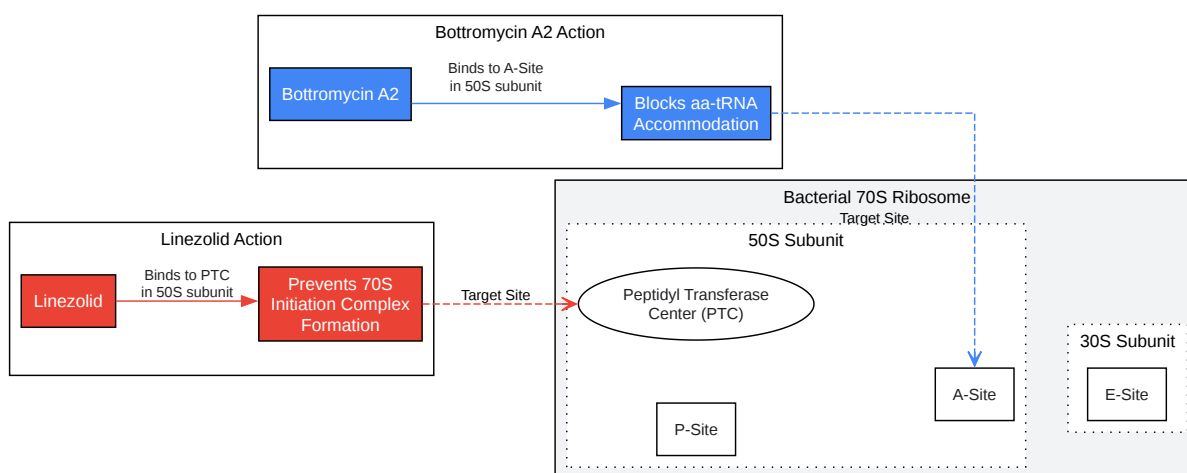 Bottromycin A2 Action
Bottromycin A2
Binds to A-Site
in 50S subunit
Blocks aa-tRNA
Accommodation
Bacterial 70S Ribosome
Target Site
50S Subunit
Linezolid Action
Linezolid
Binds to PTC
in 50S subunit
Prevents 70S
Initiation Complex
Formation
Target Site
Peptidyl Transferase
Center (PTC)
P-Site
A-Site
30S Subunit
E-Site